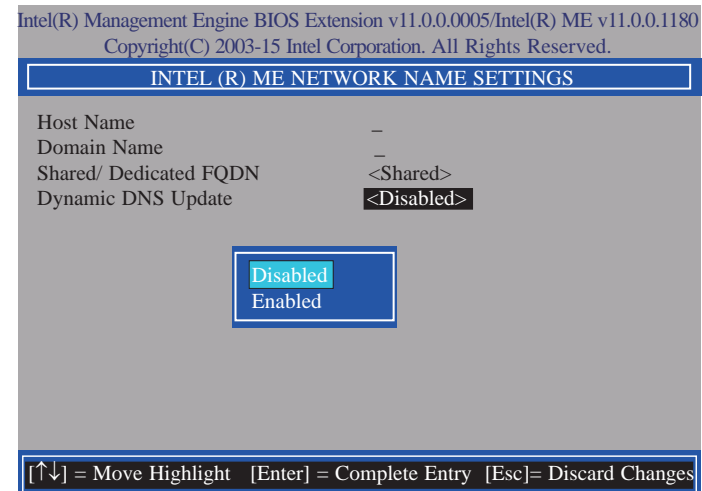 Intel(R) Management Engine BIOS Extension v11.0.0.0005/Intel(R) ME v11.0.0.1180
Copyright(C) 2003-15 Intel Corporation. All Rights Reserved.
INTEL (R) ME NETWORK NAME SETTINGS
Host Name _
Domain Name _
Shared/ Dedicated FQDN <Shared>
Dynamic DNS Update <Disabled>
Disabled
Enabled
[↑↓] = Move Highlight [Enter] = Complete Entry [Esc]= Discard Changes